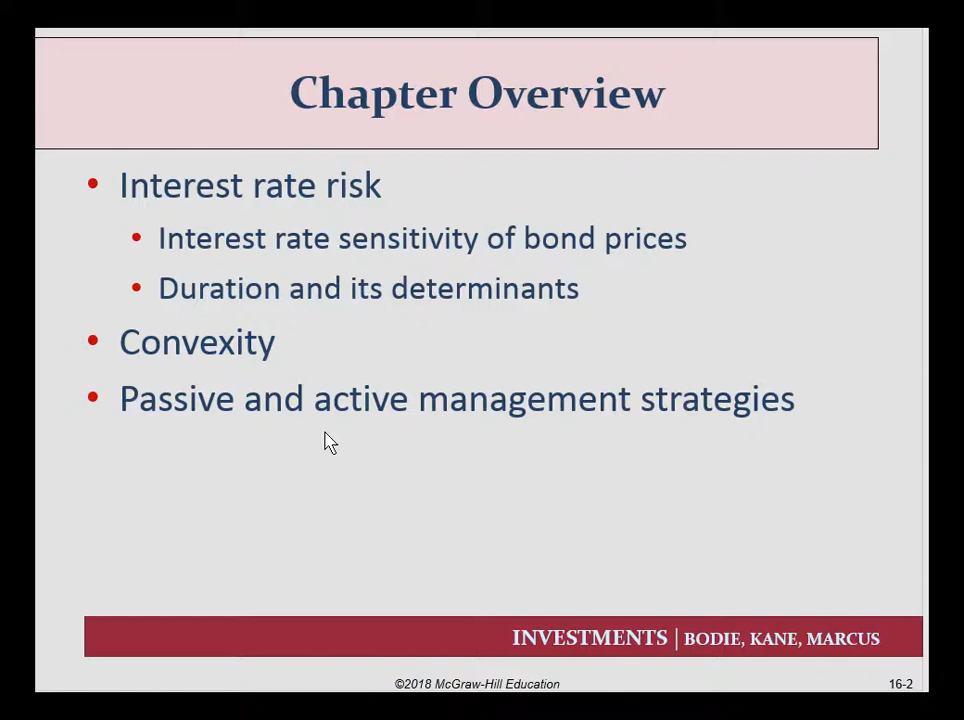 Chapter Overview
• Interest rate risk
• Interest rate sensitivity of bond prices
• Duration and its determinants
• Convexity
• Passive and active management strategies
INVESTMENTS | BODIE, KANE, MARCUS
©2018 McGraw-Hill Education
16-2